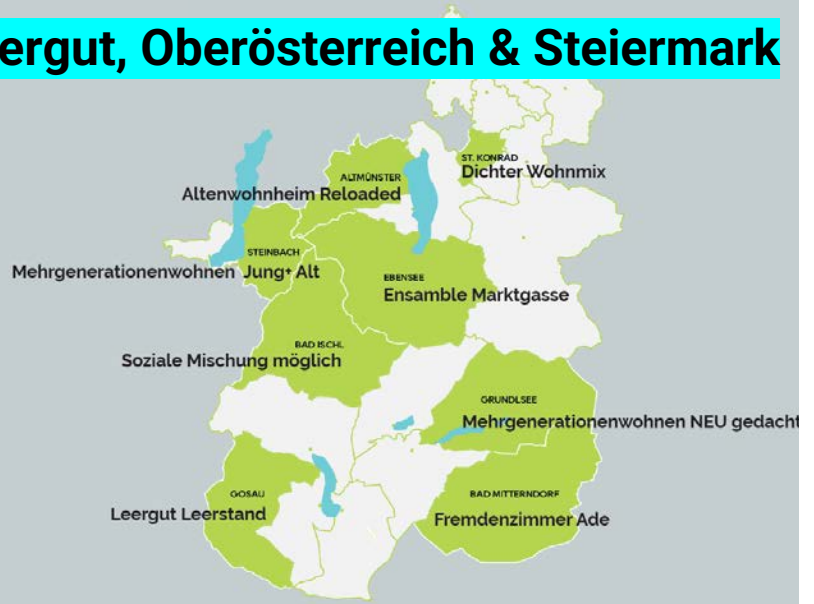 ergut, Oberösterreich & Steiermark
ST. KONRAD
Dichter Wohnmix
ALTMÜNSTER
Altenwohnheim Reloaded
STEINBACH
Mehrgenerationenwohnen Jung+ Alt
EBENSEE
Ensamble Marktgasse
BAD ISCHL
Soziale Mischung möglich
GRUNDLSEE
Mehrgenerationenwohnen NEU gedacht
GOSAU
Leergut Leerstand
BAD MITTERNDORF
Fremdenzimmer Ade